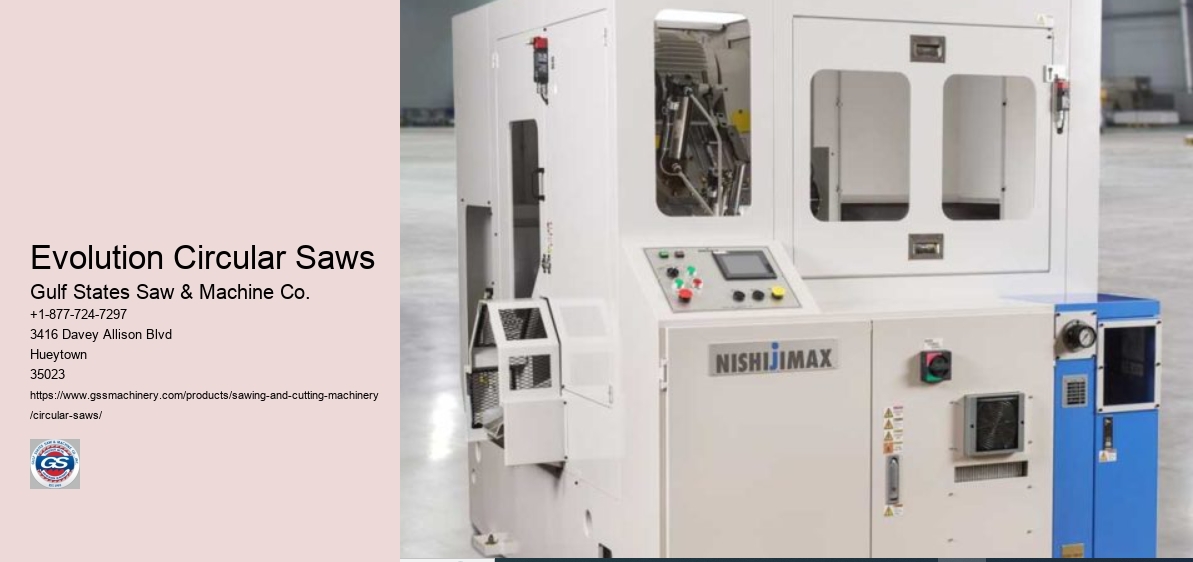 Evolution Circular Saws
Gulf States Saw & Machine Co.
+1-877-724-7297
3416 Davey Allison Blvd
Hueytown
35023
https://www.gssmachinery.com/products/sawing-and-cutting-machinery
/circular-saws/
GS
NISHIJIMAX